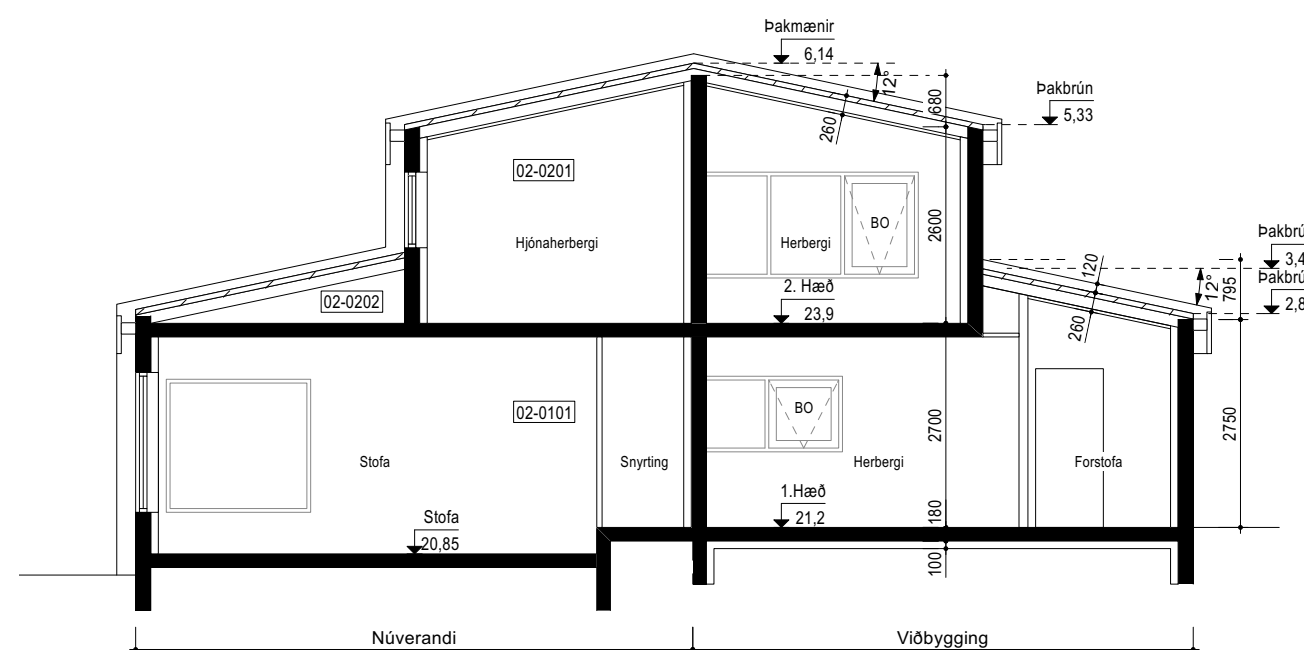 Þakmænir
6,14
12°
680
260
Þakbrún
5,33
02-0201
Hjónaherbergi
Herbergi
BO
2600
2. Hæð
23,9
02-0202
Þakbrú
3,4
Þakbrú
2,8
120
12°
795
260
02-0101
BO
2700
2750
Stofa
Snyrting
Herbergi
Forstofa
1.Hæð
21,2
180
Stofa
20,85
100
Núverandi
Viðbygging